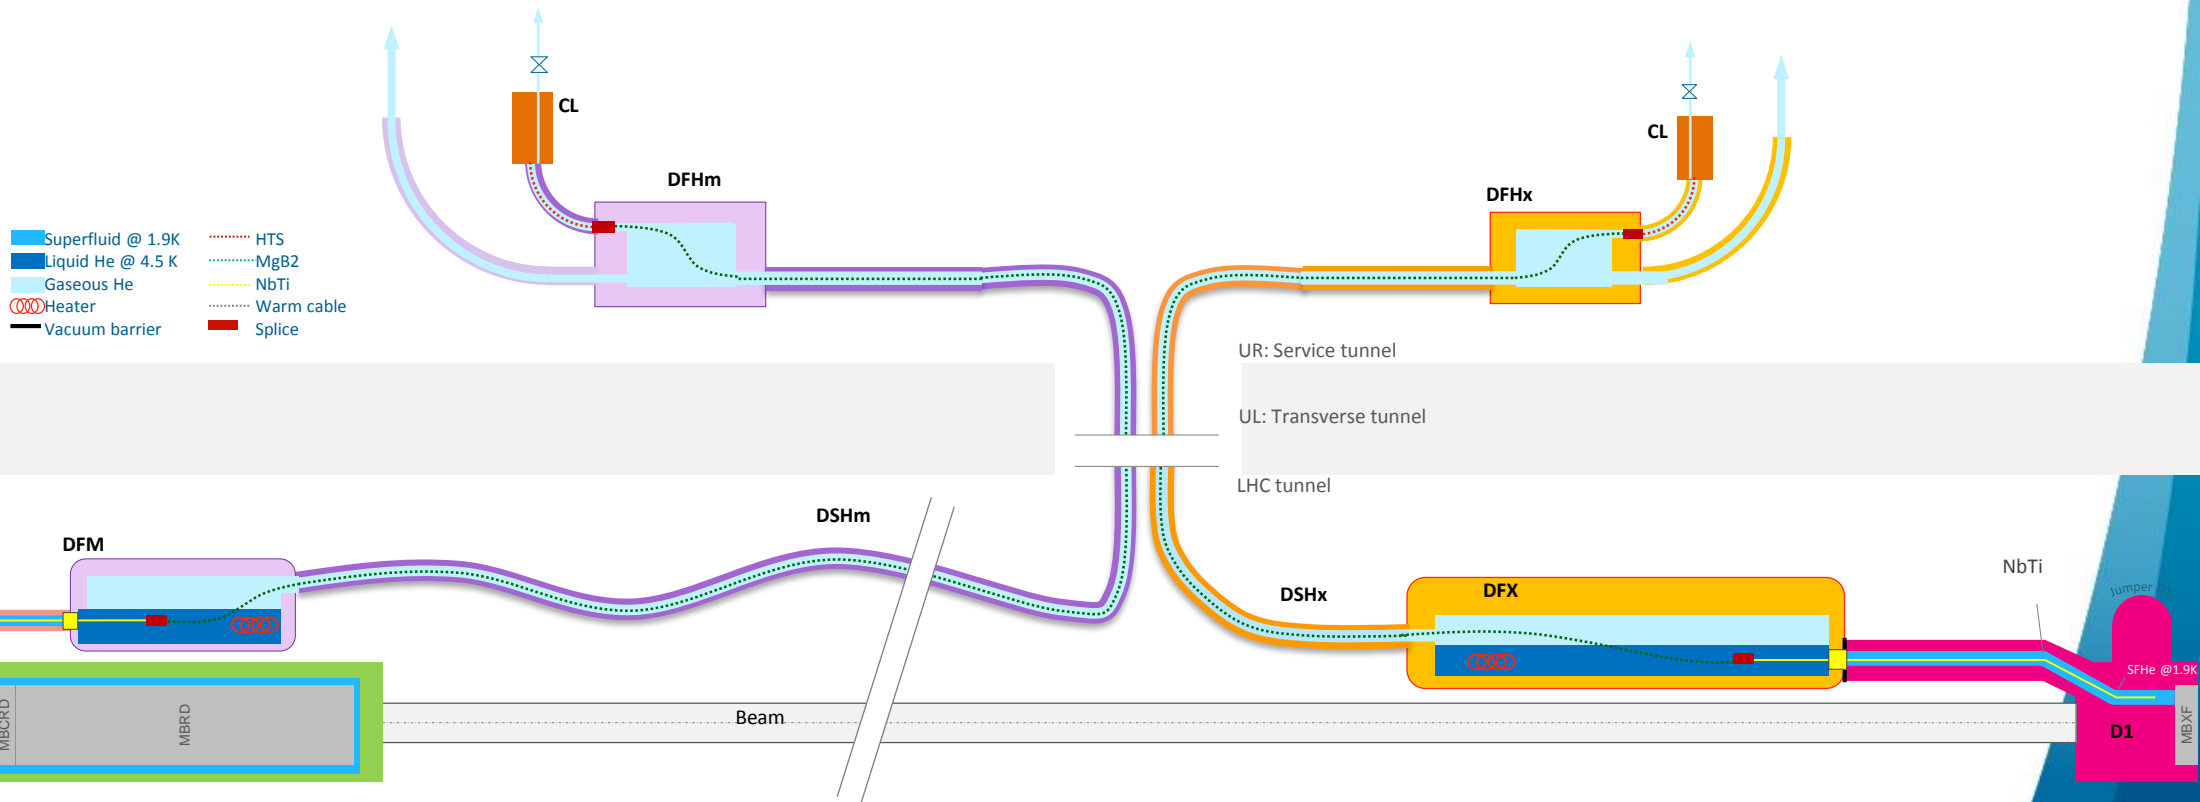 CL
CL
DFHm
DFHx
Superfluid @ 1.9K
HTS
Liquid He @ 4.5 K
MgB2
Gaseous He
NbTi
Heater
Warm cable
Vacuum barrier
Splice
UR: Service tunnel
UL: Transverse tunnel
LHC tunnel
DSHm
DFM
NbTi
DSHx
DFX
Jumper D1
SFHe @1.9K
MBCRD
MBRD
Beam
D1
MBXF